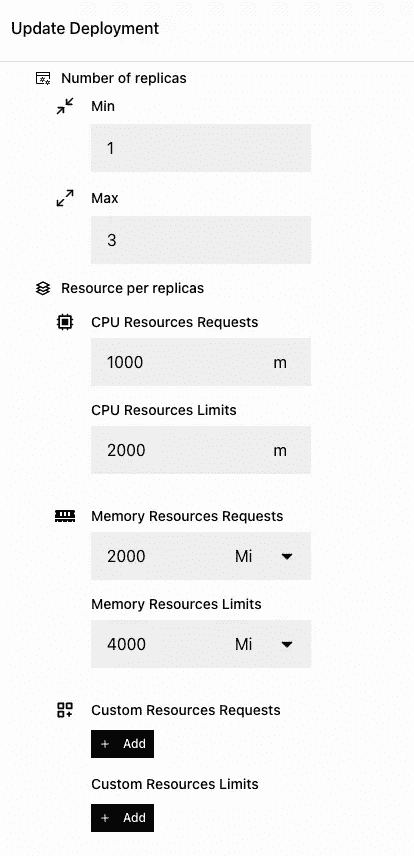 Update Deployment
Number of replicas
Min
1
Max
3
Resource per replicas
CPU Resources Requests
1000 m
CPU Resources Limits
2000 m
Memory Resources Requests
2000 Mi
Memory Resources Limits
4000 Mi
Custom Resources Requests
+ Add
Custom Resources Limits
+ Add